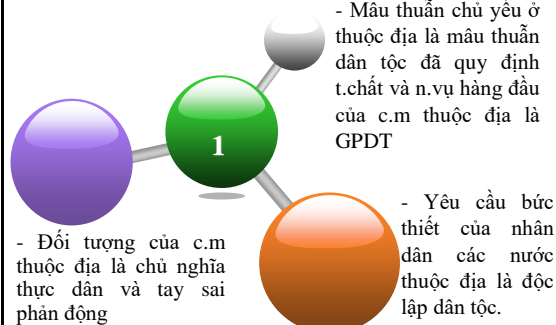 - Mâu thuẫn chủ yếu ở
thuộc địa là mâu thuẫn
dân tộc đã quy định
t.chất và n.vụ hàng đầu
của c.m thuộc địa là
GPDT
1
- Yêu cầu bức
thiết của nhân
dân các nước
thuộc địa là độc
lập dân tộc.
- Đối tượng của c.m
thuộc địa là chủ nghĩa
thực dân và tay sai
phản động